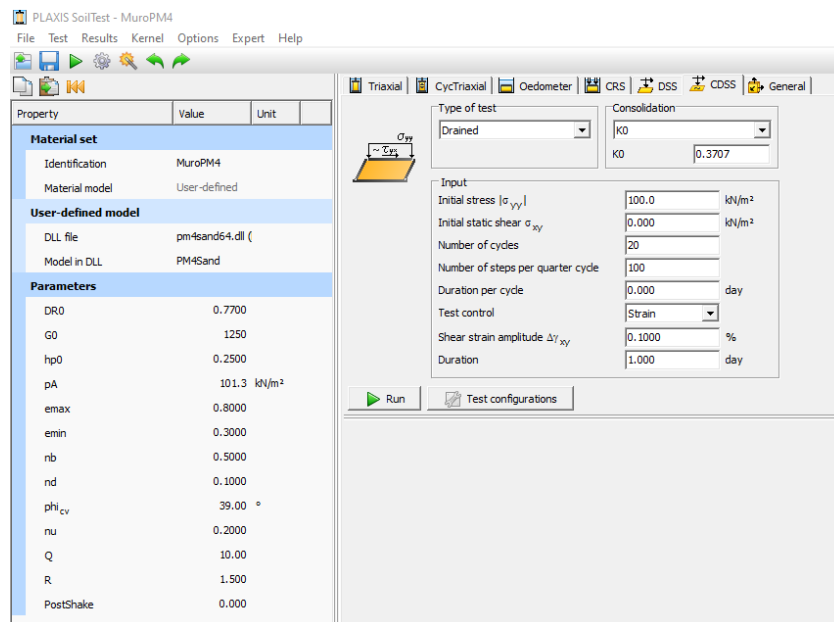 PLAXIS SoilTest - MuroPM4
File Test Results Kernel Options Expert Help
Triaxial CycTriaxial Oedometer CRS DSS CDSS General
Property Value Unit
Material set
Identification MuroPM4
Material model User-defined
User-defined model
DLL file pm4sand64.dll (
Model in DLL PM4Sand
Parameters
DR0 0.7700
G0 1250
hp0 0.2500
pA 101.3 kN/m²
emax 0.8000
emin 0.3000
nb 0.5000
nd 0.1000
phi cv 39.00 °
nu 0.2000
Q 10.00
R 1.500
PostShake 0.000
σyy
~ τyx
Type of test
Drained
Consolidation
K0
K0 0.3707
Input
Initial stress |σ yy| 100.0 kN/m²
Initial static shear σ xy 0.000 kN/m²
Number of cycles 20
Number of steps per quarter cycle 100
Duration per cycle 0.000 day
Test control Strain
Shear strain amplitude Δγ xy 0.1000 %
Duration 1.000 day
Run Test configurations